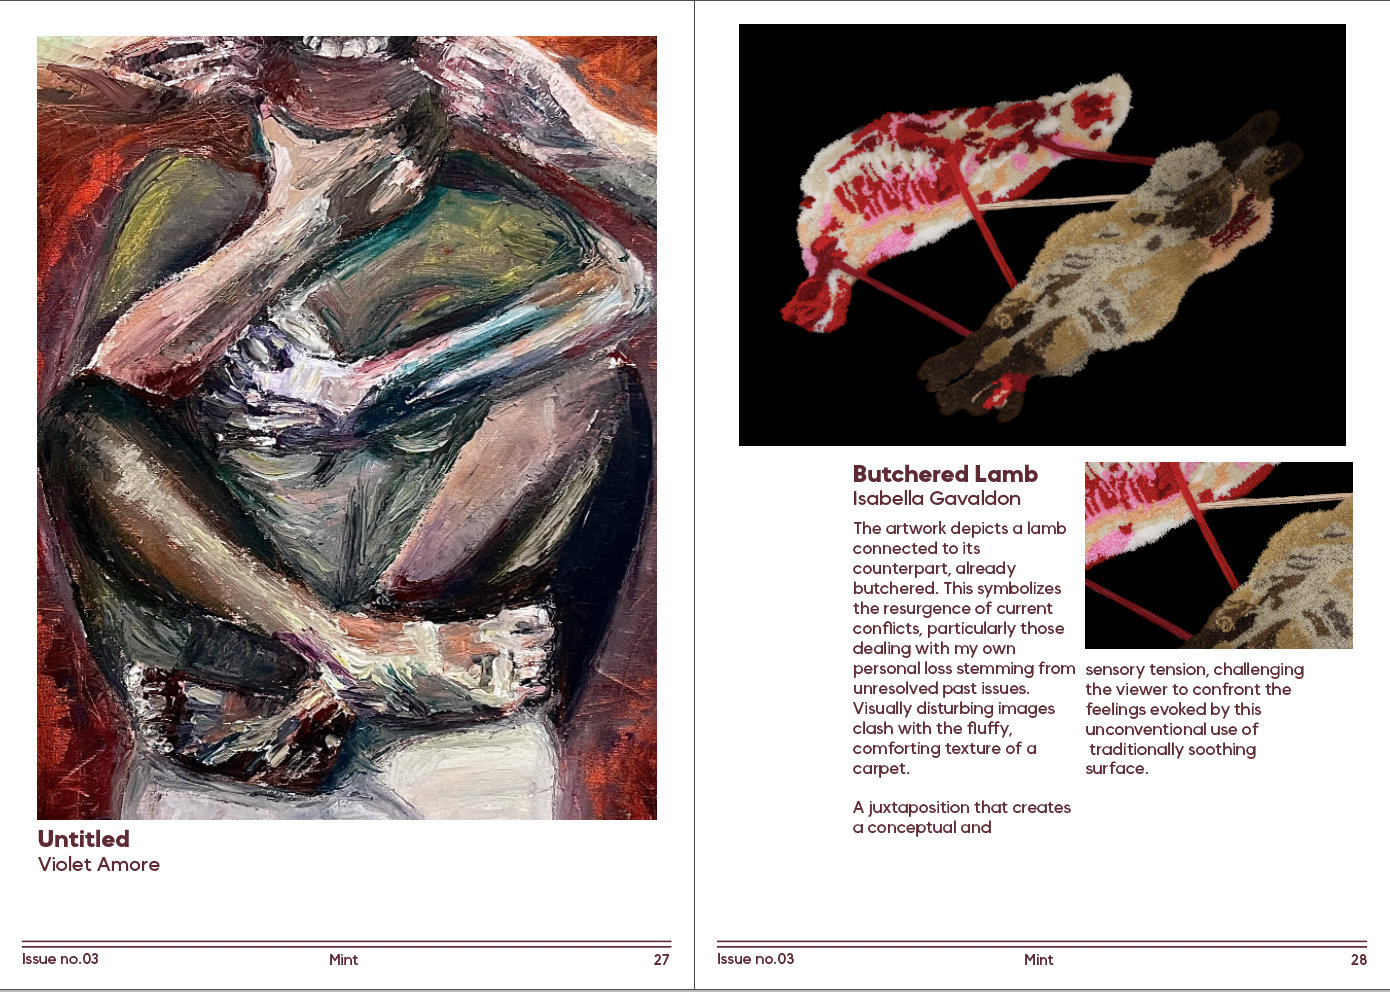 Untitled
Violet Amore
Issue no.03
Mint
27
Butchered Lamb
Isabella Gavaldon
The artwork depicts a lamb
connected to its
counterpart, already
butchered. This symbolizes
the resurgence of current
conflicts, particularly those
dealing with my own
personal loss stemming from
unresolved past issues.
Visually disturbing images
clash with the fluffy,
comforting texture of a
carpet.
A juxtaposition that creates
a conceptual and
sensory tension, challenging
the viewer to confront the
feelings evoked by this
unconventional use of
traditionally soothing
surface.
Issue no.03
Mint
28